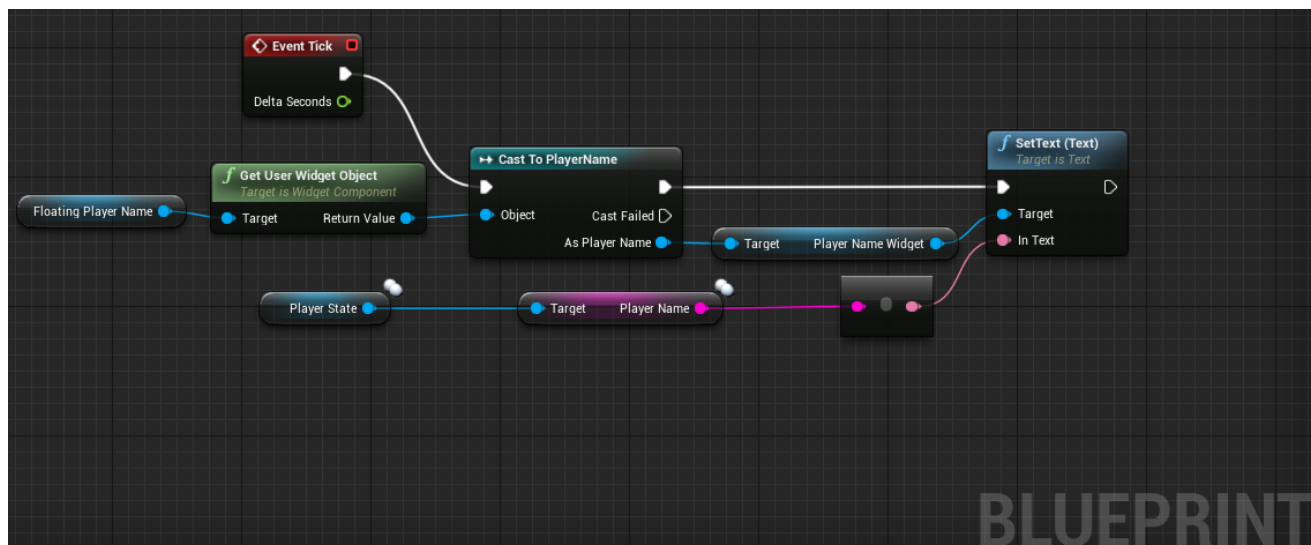 Event Tick
Delta Seconds
Get User Widget Object
Target is Widget Component
Floating Player Name
Target Return Value
Cast To PlayerName
Object Cast Failed
As Player Name
Target Player Name Widget
SetText (Text)
Target is Text
Target
In Text
Player State
Target Player Name
BLUEPRINT